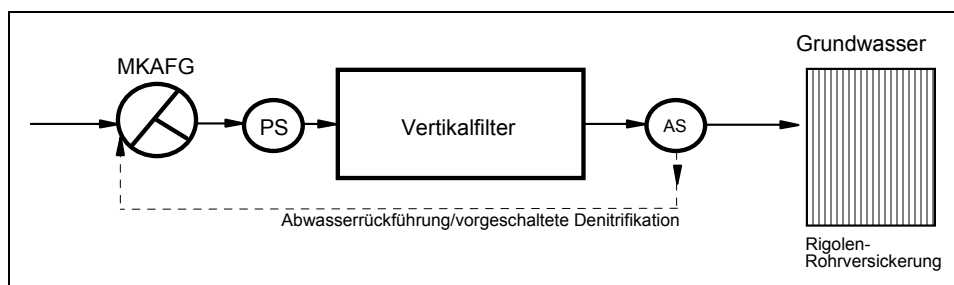 Grundwasser
MKAFG
PS
Vertikalfilter
AS
Abwasserrückführung/vorgeschaltete Denitrifikation
Rigolen-
Rohrversickerung